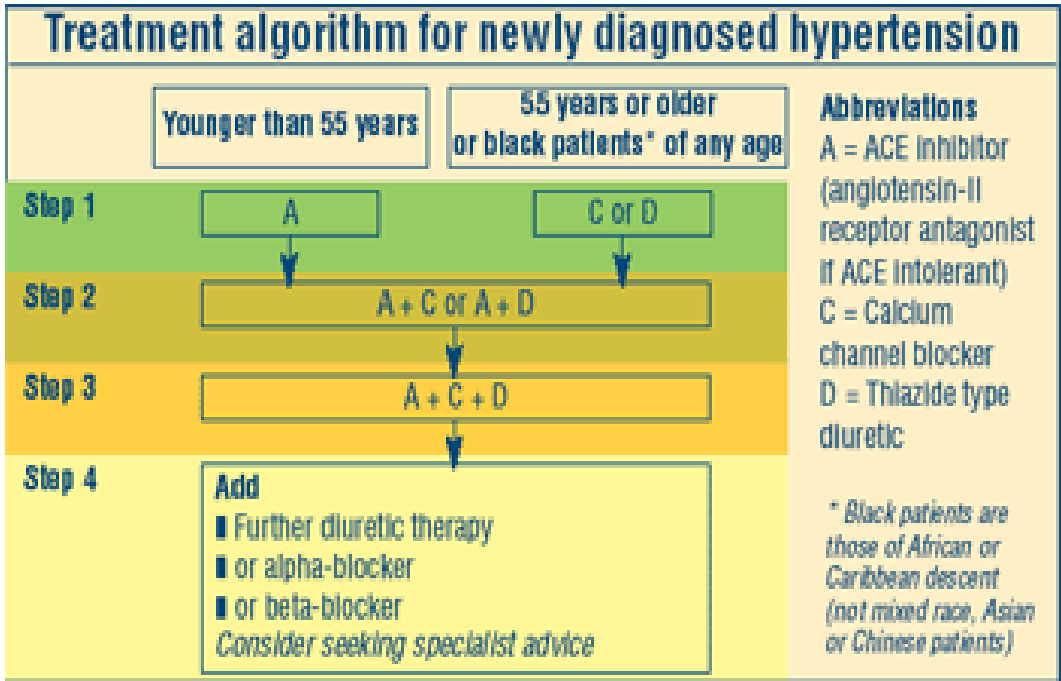 Treatment algorithm for newly diagnosed hypertension
Younger than 55 years
55 years or older
or black patients* of any age
Step 1
A
C or D
Step 2
A + C or A + D
Step 3
A + C + D
Step 4
Add
▮ Further diuretic therapy
▮ or alpha-blocker
▮ or beta-blocker
Consider seeking specialist advice
Abbreviations
A = ACE inhibitor
(angiotensin-II
receptor antagonist
if ACE intolerant)
C = Calcium
channel blocker
D = Thiazide type
diuretic
* Black patients are
those of African or
Caribbean descent
(not mixed race, Asian
or Chinese patients)